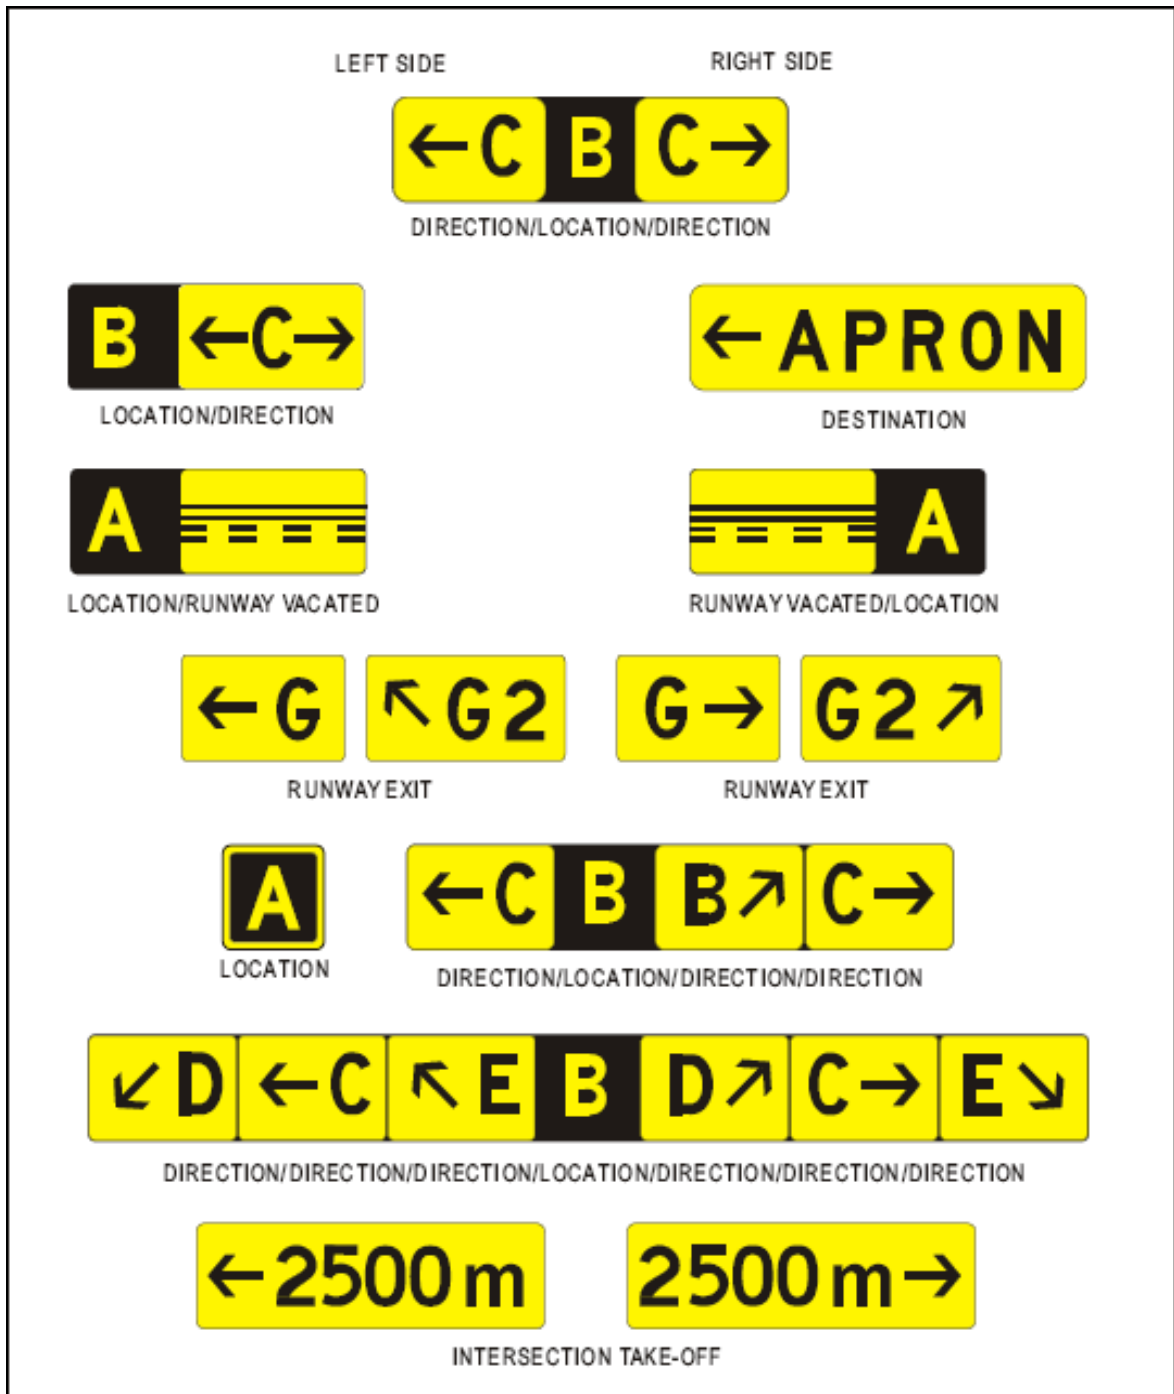 LEFT SIDE RIGHT SIDE
←C B C→
DIRECTION/LOCATION/DIRECTION
B ←C→ ←APRON
LOCATION/DIRECTION DESTINATION
A A
LOCATION/RUNWAY VACATED RUNWAY VACATED/LOCATION
←G ↖G2 G→ G2↗
RUNWAY EXIT RUNWAY EXIT
A ←C B B↗ C→
LOCATION DIRECTION/LOCATION/DIRECTION/DIRECTION
↙D ←C ↖E B D↗ C→ E↘
DIRECTION/DIRECTION/DIRECTION/LOCATION/DIRECTION/DIRECTION/DIRECTION
←2500m 2500m→
INTERSECTION TAKE-OFF